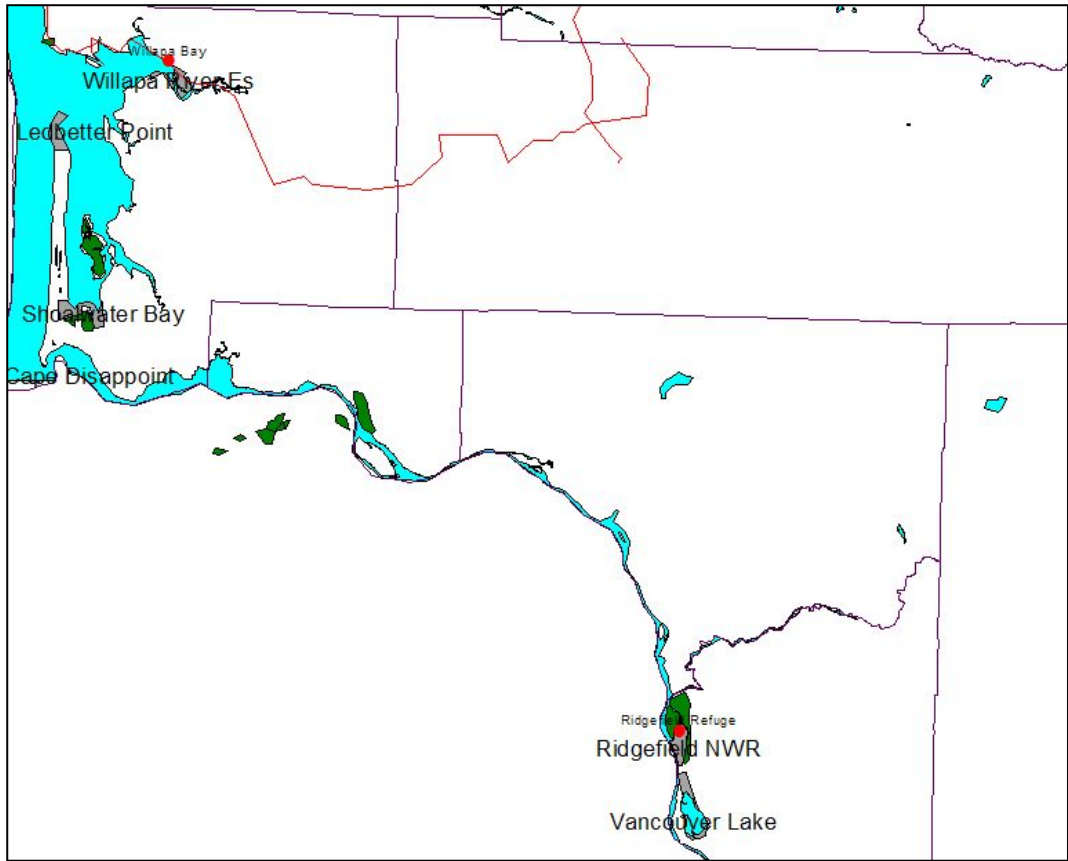 Willapa Bay
Willapa River Es
Ledbetter Point
Shoalwater Bay
Cape Disappoint
Ridgefield Refuge
Ridgefield NWR
Vancouver Lake